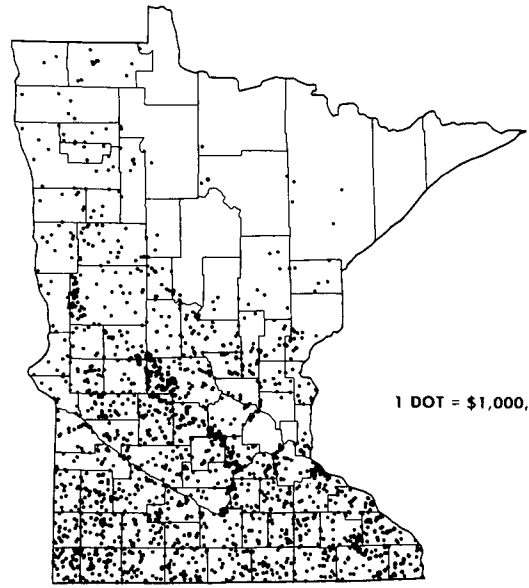 1 DOT = $1,000,